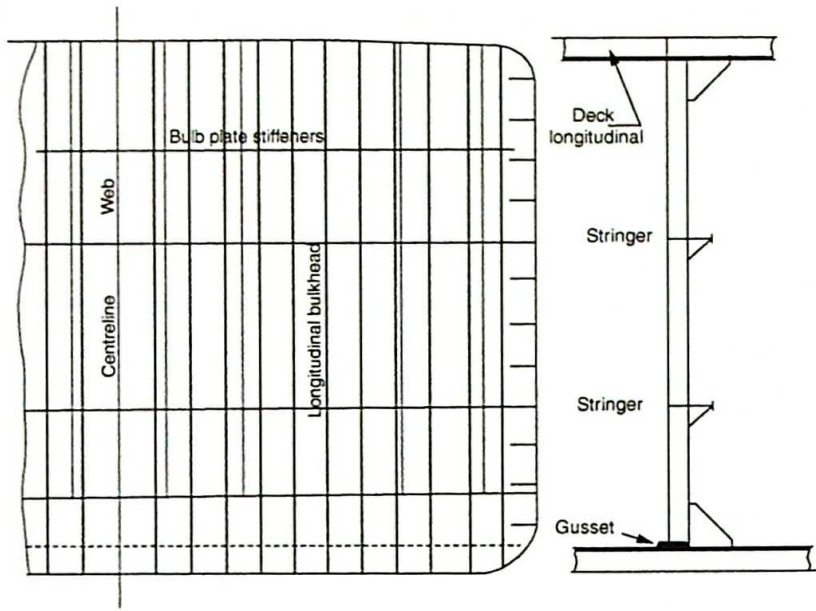 Bulb plate stiffeners
Web
Centreline
Longitudinal bulkhead
Deck
longitudinal
Stringer
Stringer
Gusset